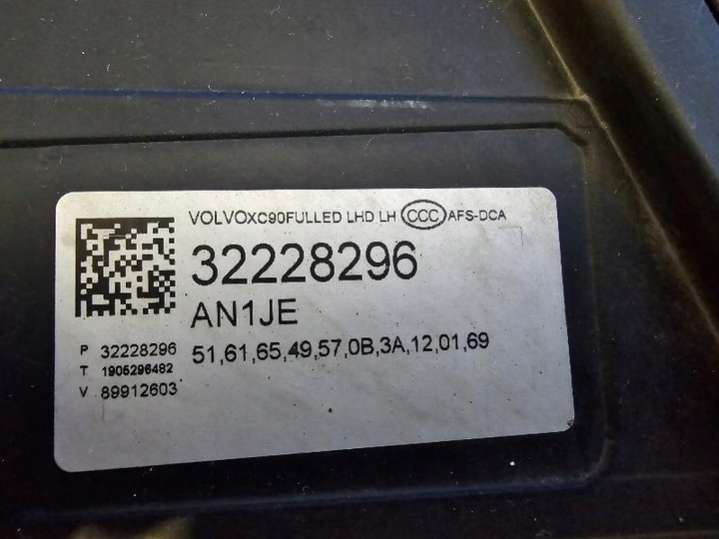 VOLVOXC90FULLED LHD LH CCC AFS-DCA
32228296
AN1JE
P 32228296
T 1905296482
V 89912603
51,61,65,49,57,0B,3A,12,01,69